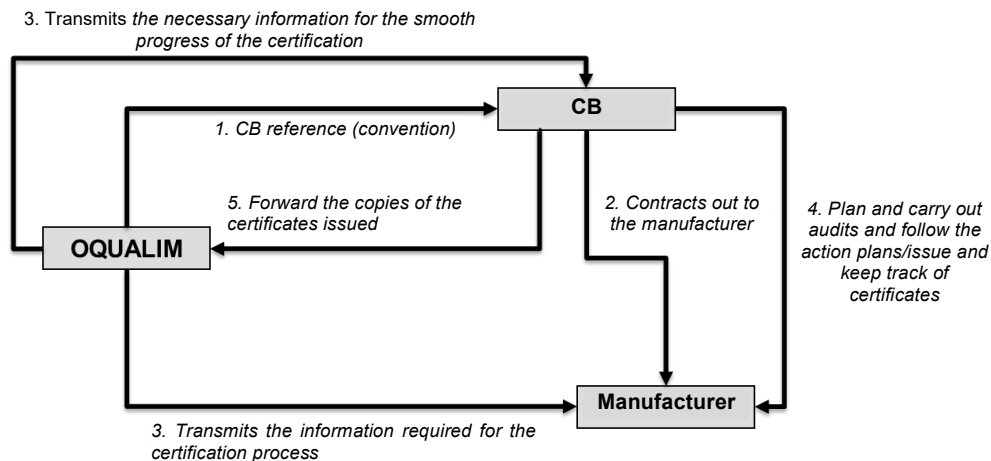 3. Transmits the necessary information for the smooth
progress of the certification
CB
1. CB reference (convention)
5. Forward the copies of the
certificates issued
2. Contracts out to
the manufacturer
4. Plan and carry out
audits and follow the
action plans/issue and
keep track of
certificates
OQUALIM
Manufacturer
3. Transmits the information required for the
certification process